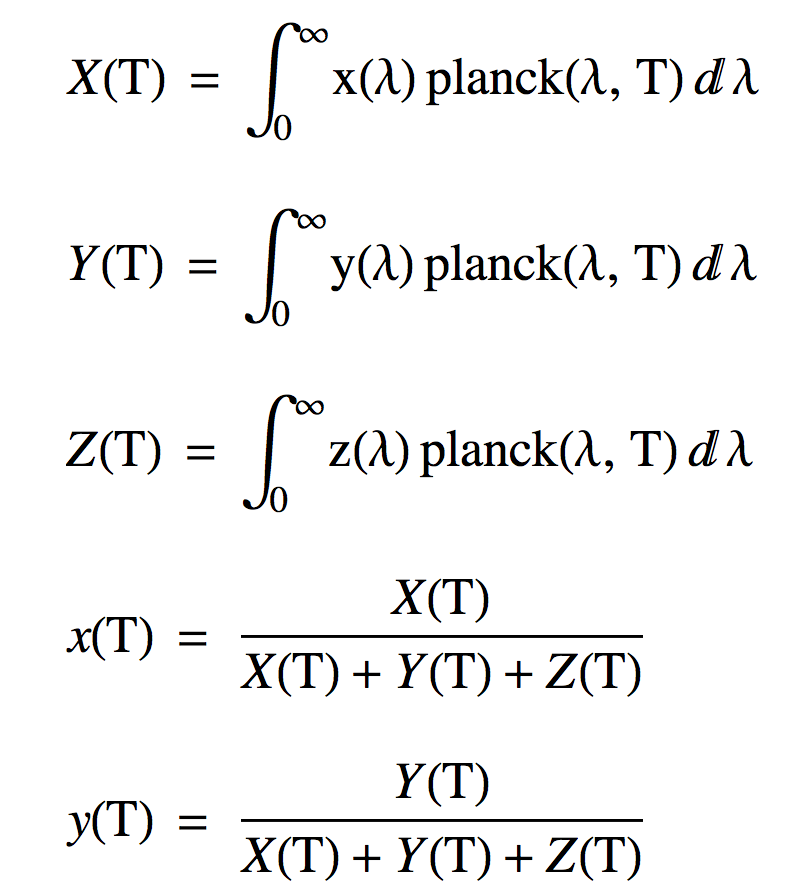 X(T) = ∫₀^∞ x(λ) planck(λ, T) ⅆλ
Y(T) = ∫₀^∞ y(λ) planck(λ, T) ⅆλ
Z(T) = ∫₀^∞ z(λ) planck(λ, T) ⅆλ
x(T) = X(T) / X(T) + Y(T) + Z(T)
y(T) = Y(T) / X(T) + Y(T) + Z(T)